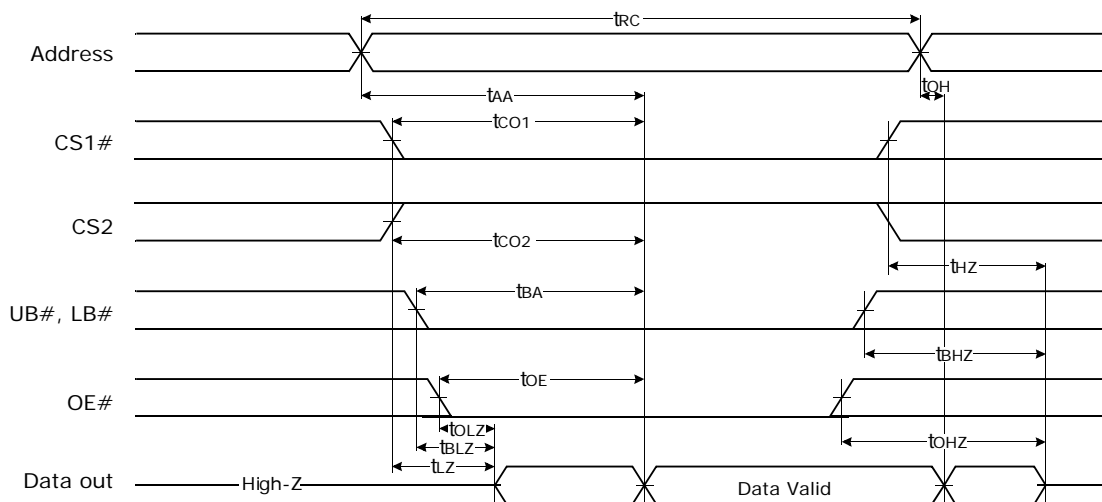 tRC
Address
tAA
tOH
tCO1
CS1#
CS2
tCO2
tHZ
tBA
UB#, LB#
tBHZ
tOE
OE#
tOLZ
tOHZ
tBLZ
tLZ
Data out
High-Z
Data Valid